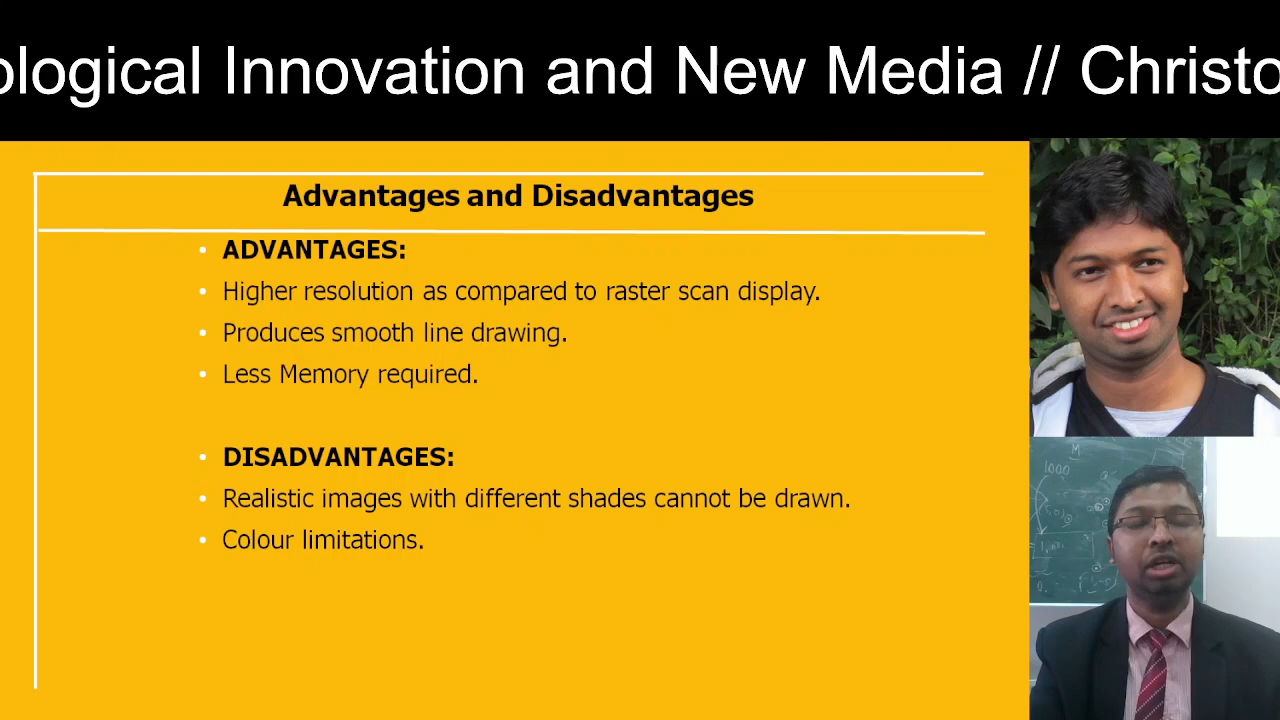 ological Innovation and New Media // Christo
Advantages and Disadvantages
ADVANTAGES:
Higher resolution as compared to raster scan display.
Produces smooth line drawing.
Less Memory required.
DISADVANTAGES:
Realistic images with different shades cannot be drawn.
Colour limitations.
M
1000